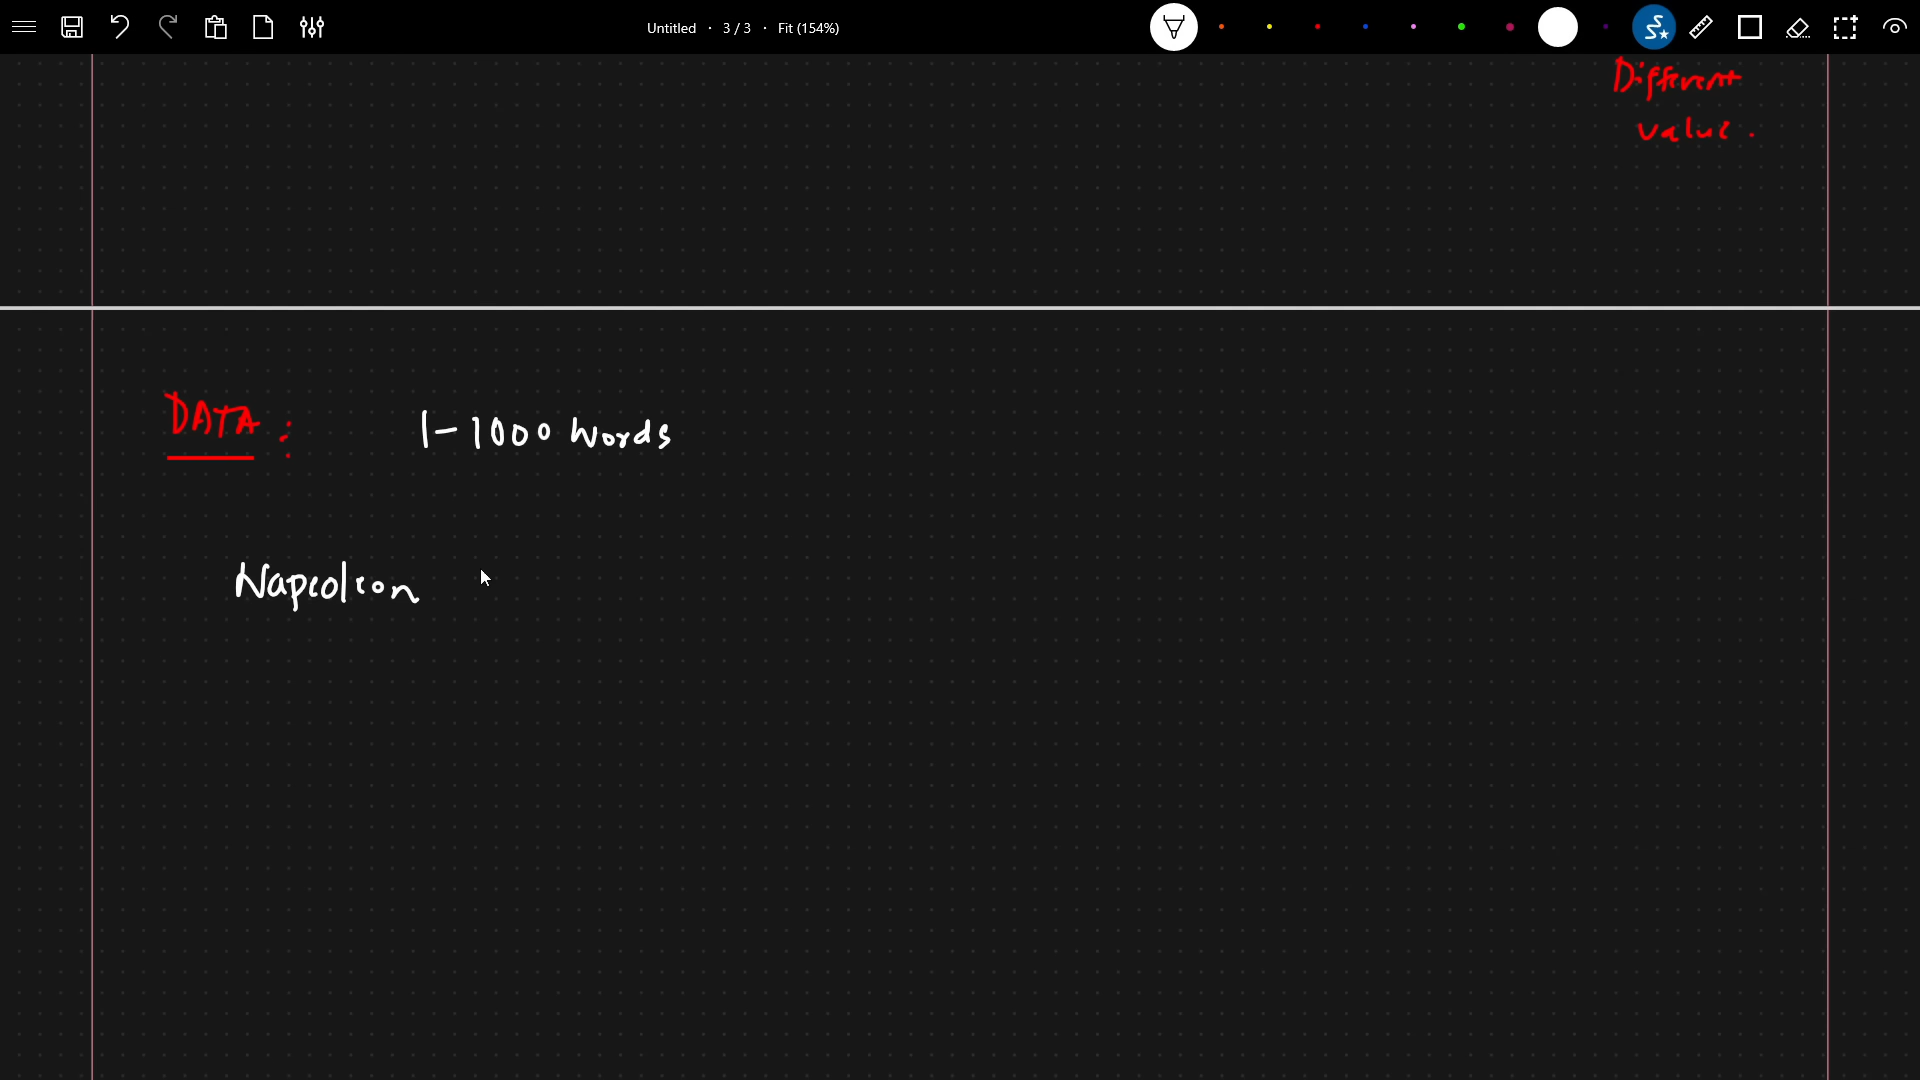 Untitled · 3 / 3 · Fit (154%)
Different
value.
DATA : 1 - 1000 words
Napeoleon